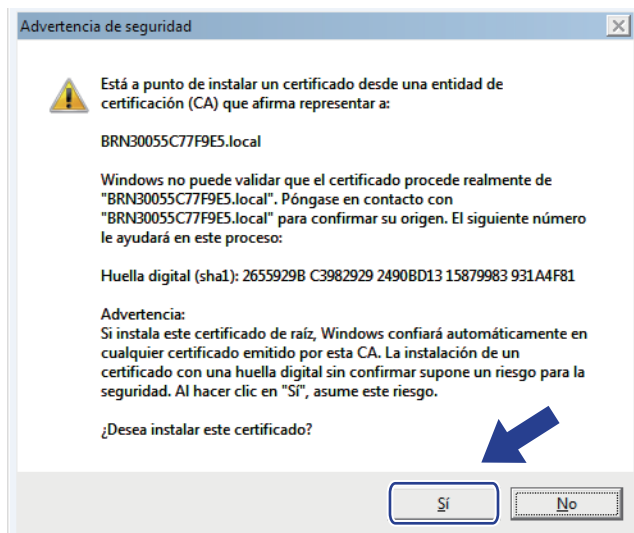 Advertencia de seguridad
Está a punto de instalar un certificado desde una entidad de
certificación (CA) que afirma representar a:
BRN30055C77F9E5.local
Windows no puede validar que el certificado procede realmente de
"BRN30055C77F9E5.local". Póngase en contacto con
"BRN30055C77F9E5.local" para confirmar su origen. El siguiente número
le ayudará en este proceso:
Huella digital (sha1): 2655929B C3982929 2490BD13 15879983 931A4F81
Advertencia:
Si instala este certificado de raíz, Windows confiará automáticamente en
cualquier certificado emitido por esta CA. La instalación de un
certificado con una huella digital sin confirmar supone un riesgo para la
seguridad. Al hacer clic en "Sí", asume este riesgo.
¿Desea instalar este certificado?
Sí
No